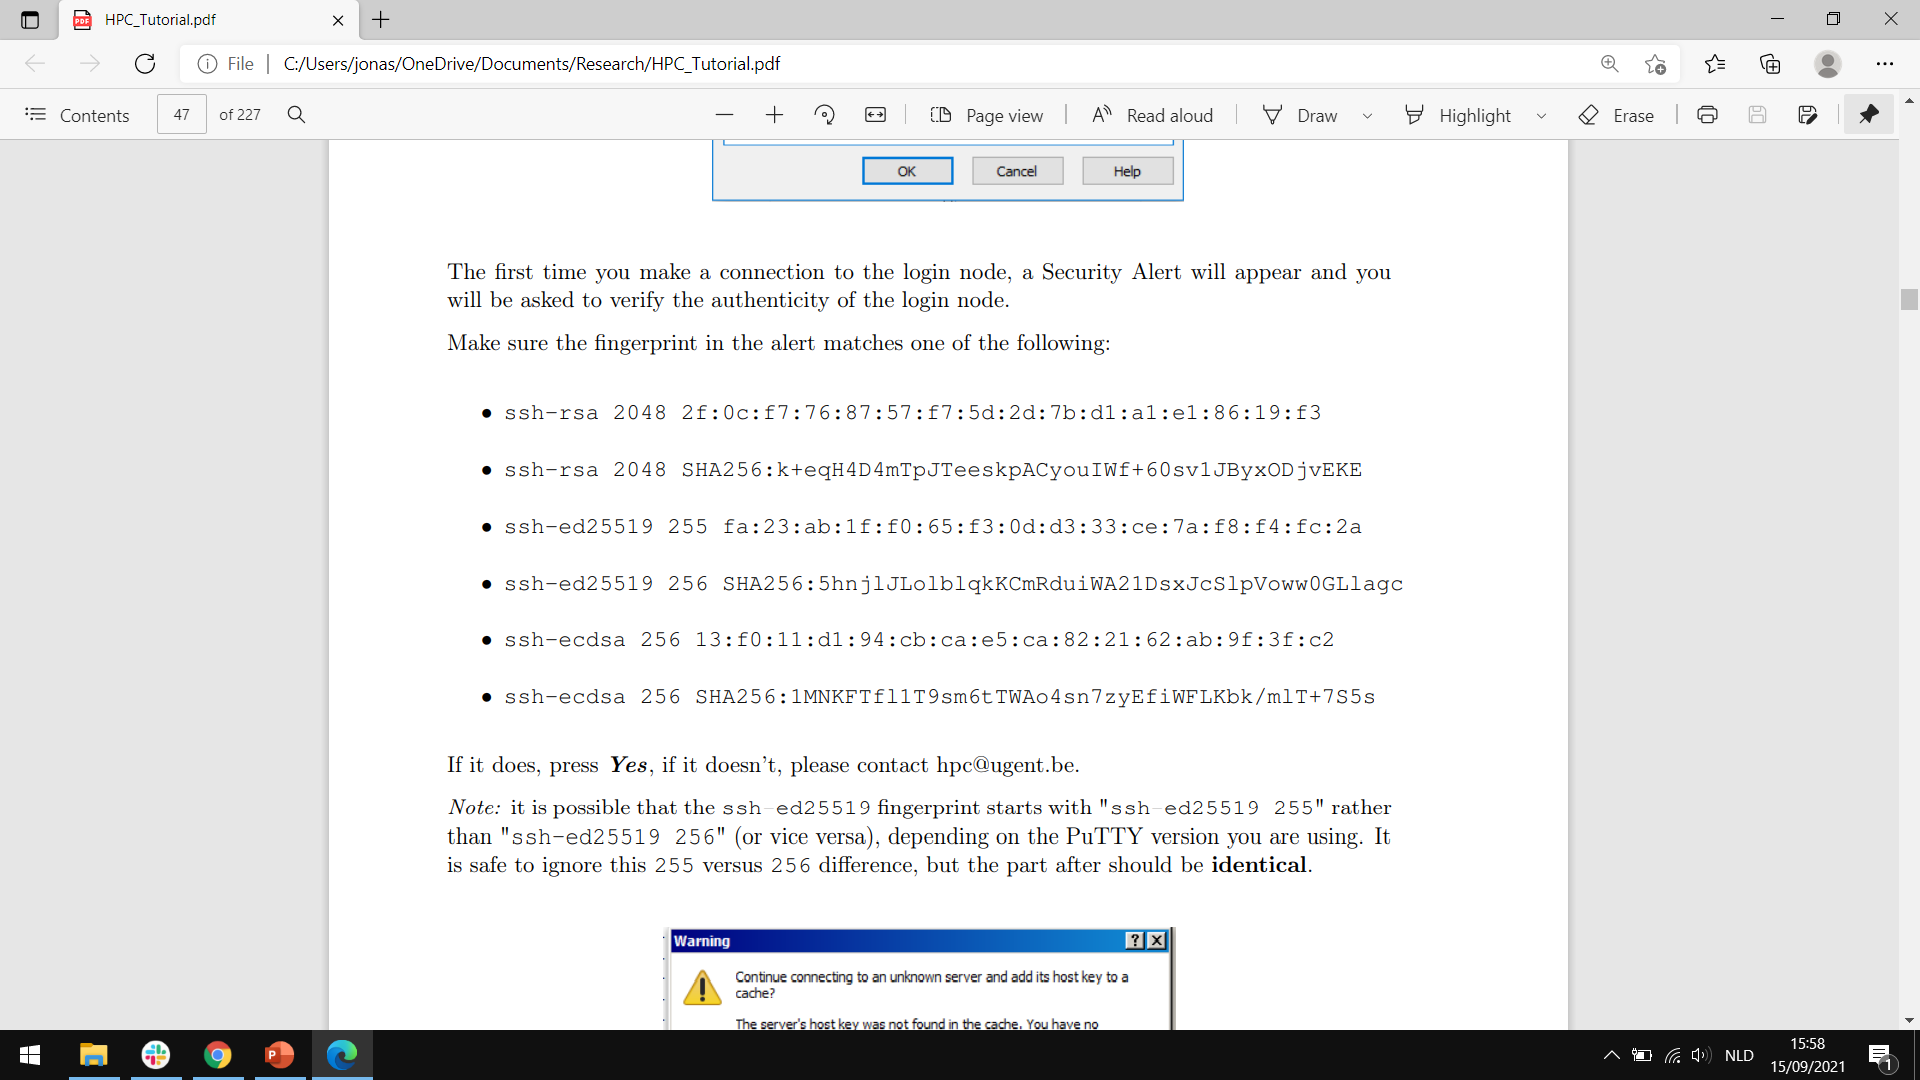 HPC_Tutorial.pdf
File | C:/Users/jonas/OneDrive/Documents/Research/HPC_Tutorial.pdf
Contents 47 of 227 Page view Read aloud Draw Highlight Erase
OK Cancel Help
The first time you make a connection to the login node, a Security Alert will appear and you
will be asked to verify the authenticity of the login node.
Make sure the fingerprint in the alert matches one of the following:
• ssh-rsa 2048 2f:0c:f7:76:87:57:f7:5d:2d:7b:d1:a1:e1:86:19:f3
• ssh-rsa 2048 SHA256:k+eqH4D4mTpJTeeskpACyouIWf+60sv1JByxODjvEKE
• ssh-ed25519 255 fa:23:ab:1f:f0:65:f3:0d:d3:33:ce:7a:f8:f4:fc:2a
• ssh-ed25519 256 SHA256:5hnjlJLolblqkKCmRduiWA21DsxJcSlpVoww0GLlagc
• ssh-ecdsa 256 13:f0:11:d1:94:cb:ca:e5:ca:82:21:62:ab:9f:3f:c2
• ssh-ecdsa 256 SHA256:1MNKFTfl1T9sm6tTWAo4sn7zyEfiWFLKbk/mlT+7S5s
If it does, press Yes, if it doesn't, please contact hpc@ugent.be.
Note: it is possible that the ssh-ed25519 fingerprint starts with "ssh-ed25519 255" rather
than "ssh-ed25519 256" (or vice versa), depending on the PuTTY version you are using. It
is safe to ignore this 255 versus 256 difference, but the part after should be identical.
Warning
Continue connecting to an unknown server and add its host key to a
cache?
The server's host key was not found in the cache. You have no
NLD
15:58
15/09/2021
1